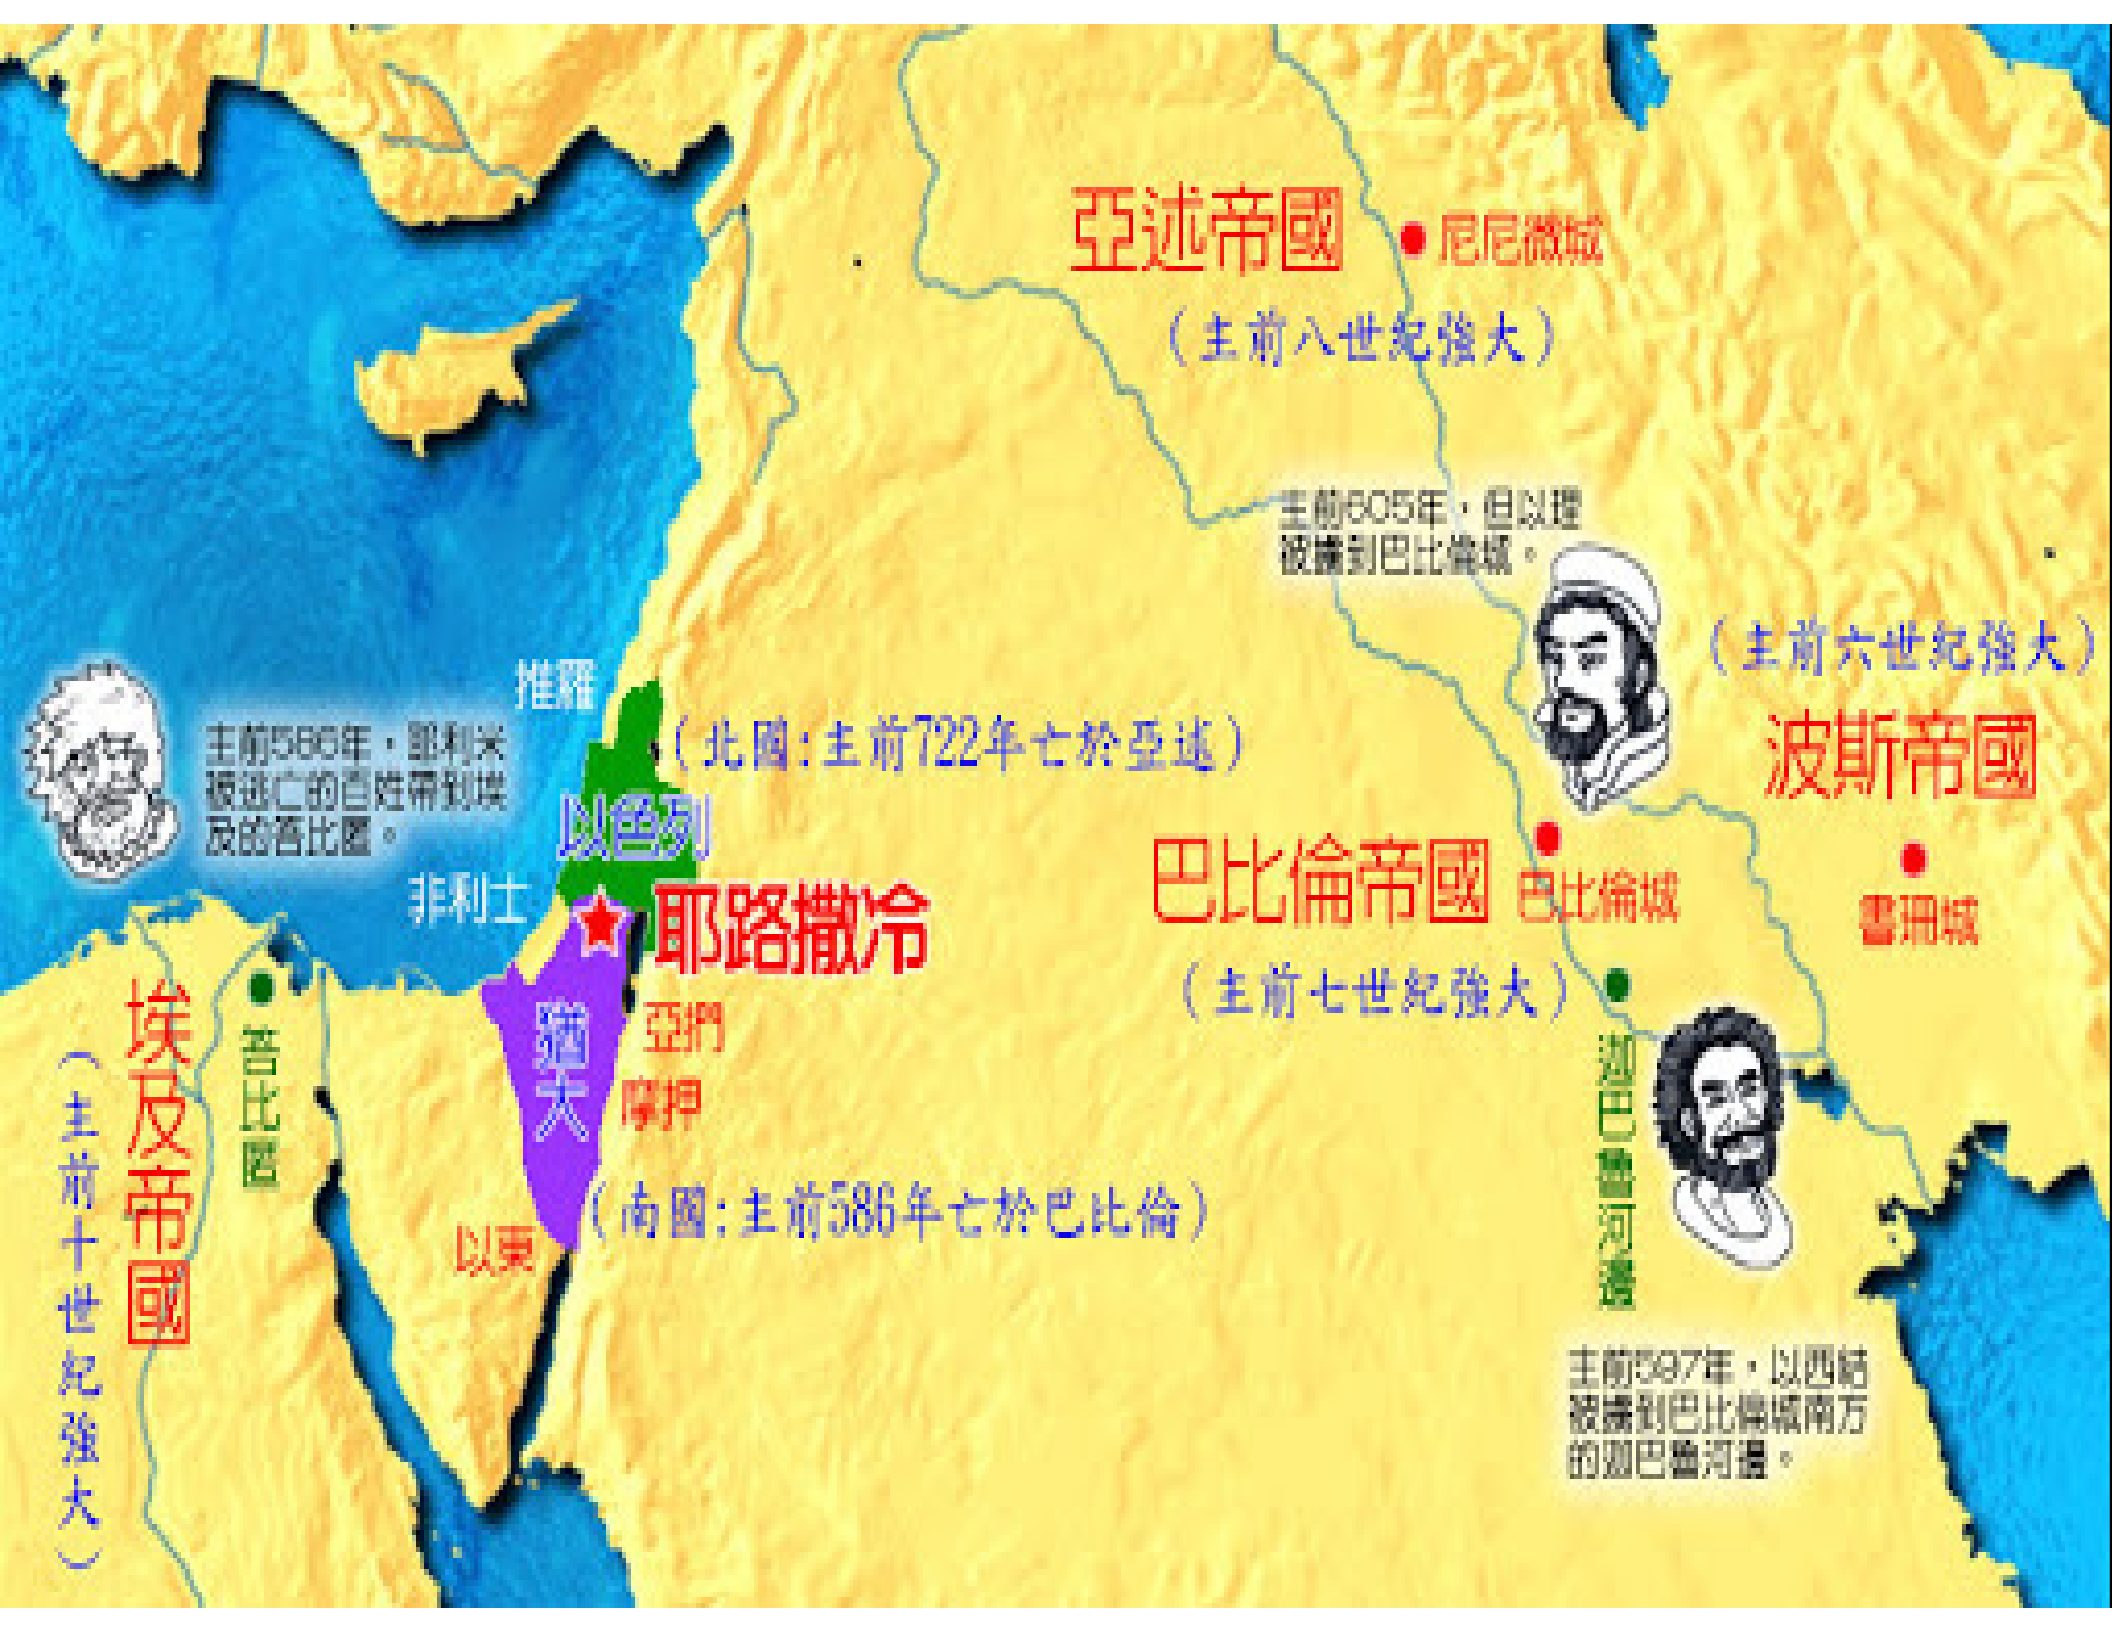 亞述帝國
尼尼微城
(主前八世紀強大)
主前605年，但以理
被擄到巴比倫城。
(主前六世紀強大)
波斯帝國
書珊城
推羅
(北國:主前722年亡於亞述)
主前586年，耶利米
被逃亡的百姓帶到埃
及的答比匿。
以色列
非利士
耶路撒冷
巴比倫帝國
巴比倫城
(主前七世紀強大)
猶大
亞捫
摩押
(南國:主前586年亡於巴比倫)
以東
埃及帝國
(主前十世紀強大)
答比匿
迦巴魯河邊
主前597年，以西結
被擄到巴比倫城南方
的迦巴魯河邊。